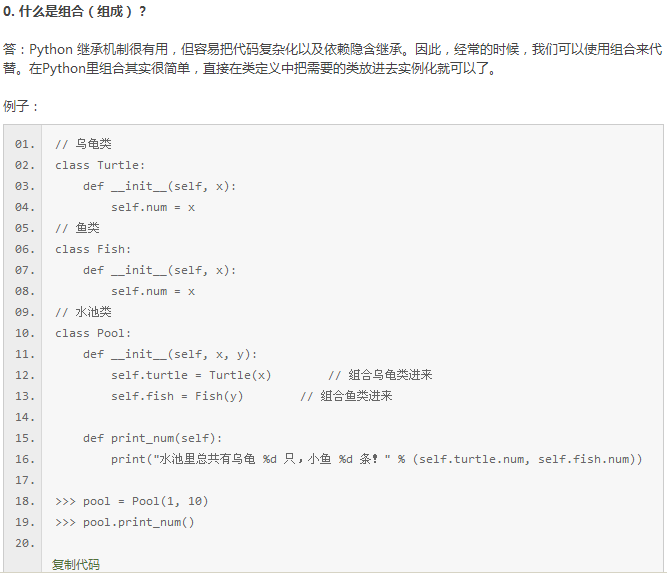 0. 什么是组合（组成）？
答：Python 继承机制很有用，但容易把代码复杂化以及依赖隐含继承。因此，经常的时候，我们可以使用组合来代
替。在Python里组合其实很简单，直接在类定义中把需要的类放进去实例化就可以了。
例子：
01. // 乌龟类
02. class Turtle:
03.     def __init__(self, x):
04.         self.num = x
05. // 鱼类
06. class Fish:
07.     def __init__(self, x):
08.         self.num = x
09. // 水池类
10. class Pool:
11.     def __init__(self, x, y):
12.         self.turtle = Turtle(x)        // 组合乌龟类进来
13.         self.fish = Fish(y)        // 组合鱼类进来
14.
15.     def print_num(self):
16.         print("水池里总共有乌龟 %d 只，小鱼 %d 条！" % (self.turtle.num, self.fish.num))
17.
18. >>> pool = Pool(1, 10)
19. >>> pool.print_num()
20.
复制代码